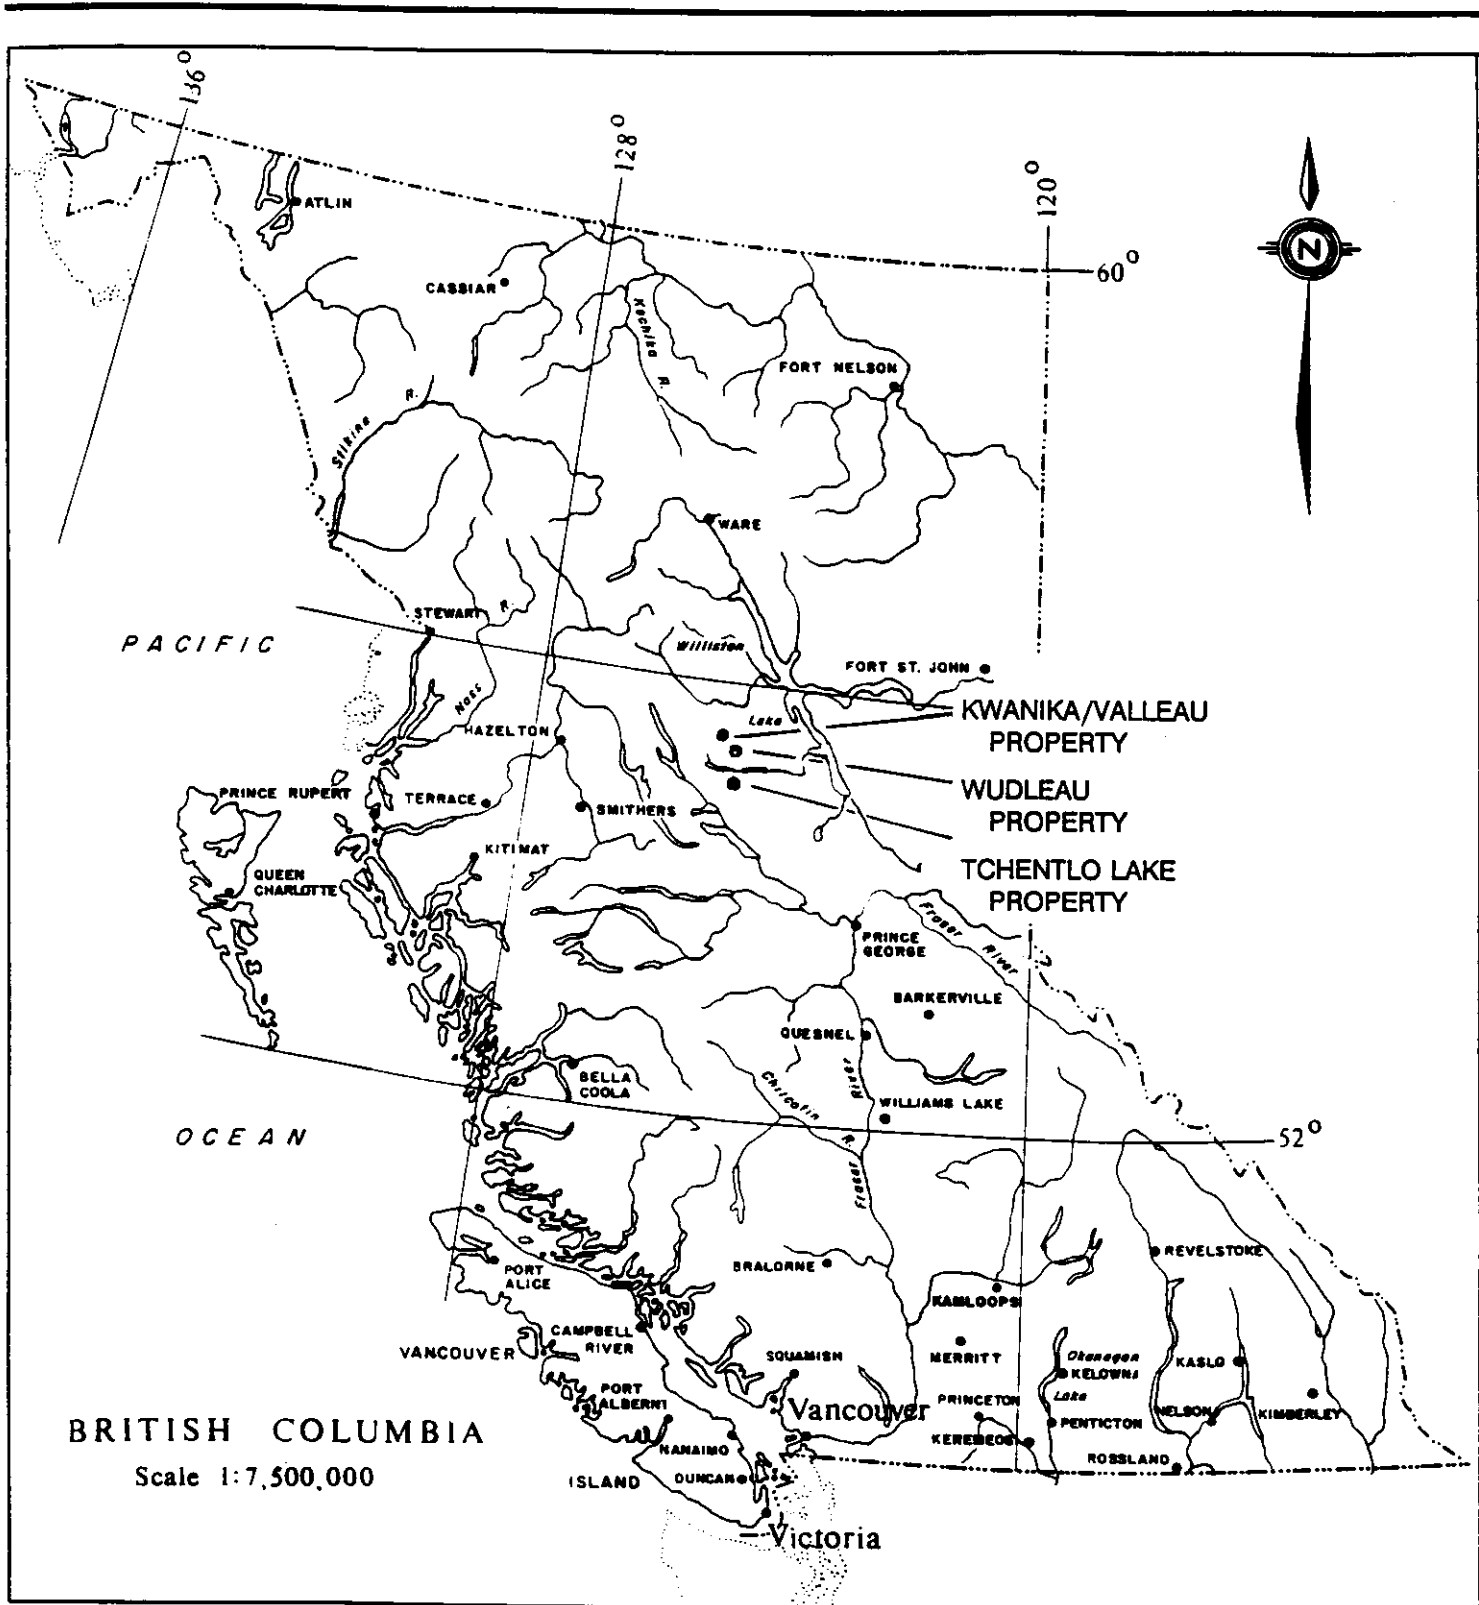 136°
128°
120°
ATLIN
60°
CASSIAR
N
Kechika R.
FORT NELSON
Stikine R.
WARE
STEWART
R.
PACIFIC
Williston
FORT ST. JOHN
Nass
Lake
KWANIKA/VALLEAU
PROPERTY
HAZELTON
WUDLEAU
PROPERTY
PRINCE RUPERT
TERRACE
SMITHERS
KITIMAT
TCHENTLO LAKE
PROPERTY
QUEEN
CHARLOTTE
Fraser River
PRINCE
GEORGE
BARKERVILLE
QUESNEL
BELLA
COOLA
Chilcotin R.
Fraser River
WILLIAMS LAKE
OCEAN
52°
REVELSTOKE
PORT
ALICE
BRALORNE
KAMLOOPS
CAMPBELL
RIVER
VANCOUVER
SQUAMISH
MERRITT
Okanagan
KELOWNA
Lake
KASLO
PORT
ALBERNI
PRINCETON
Vancouver
PENTICTON
NELSON
KIMBERLEY
BRITISH COLUMBIA
NANAIMO
KEREMEOS
ROSSLAND
Scale 1:7,500,000
ISLAND
DUNCAN
Victoria